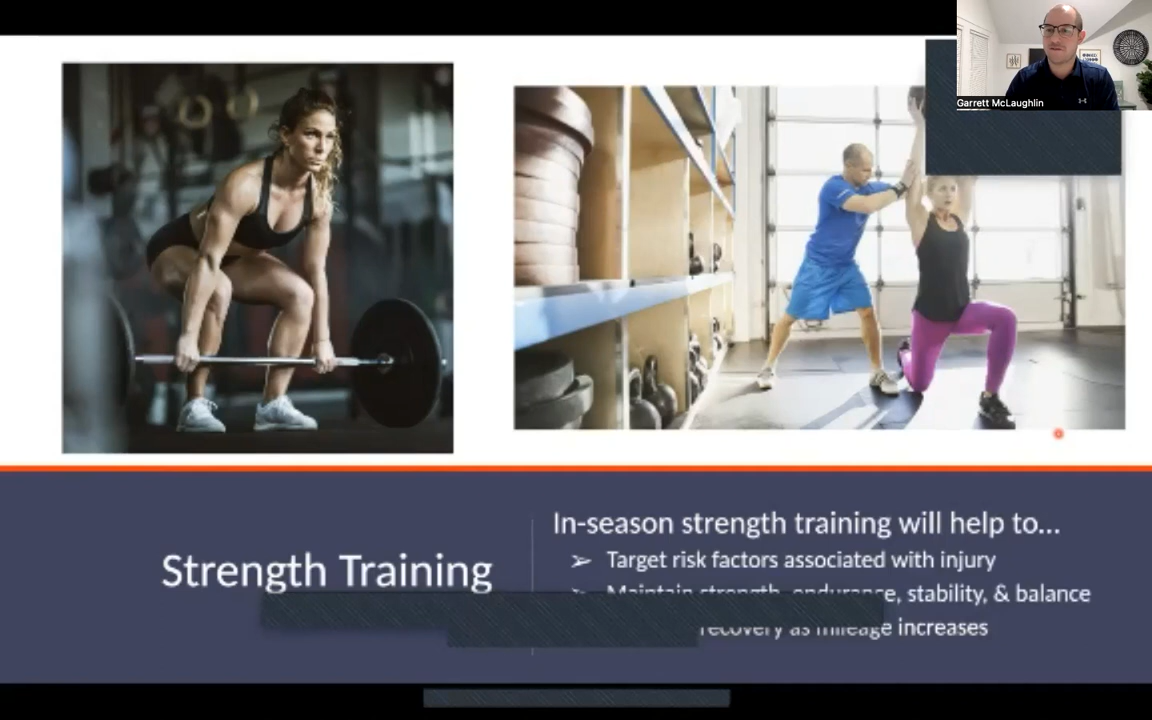 Garrett McLaughlin
Strength Training
In-season strength training will help to...
➢ Target risk factors associated with injury
➢ Maintain strength, endurance, stability, & balance
recovery as mileage increases